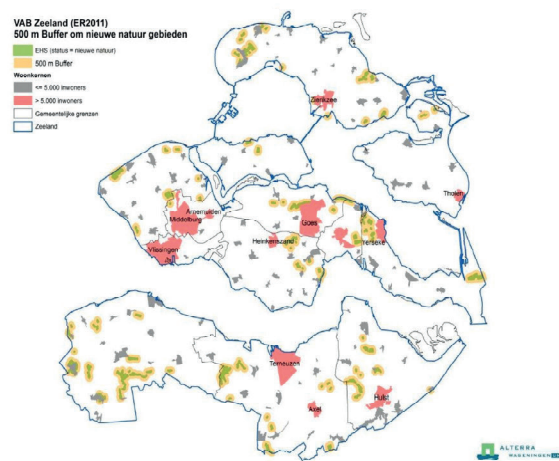 VAB Zeeland (ER2011)
500 m Buffer om nieuwe natuur gebieden
EHS (status = nieuwe natuur)
500 m Buffer
Woonkernen
<= 5.000 inwoners
> 5.000 inwoners
Gemeentelijke grenzen
Zeeland
Zierikzee
Tholen
Arnemuiden
Middelburg
Goes
Heinkenszand
Yerseke
Vlissingen
Terneuzen
Axel
Hulst
ALTERRA
WAGENINGEN